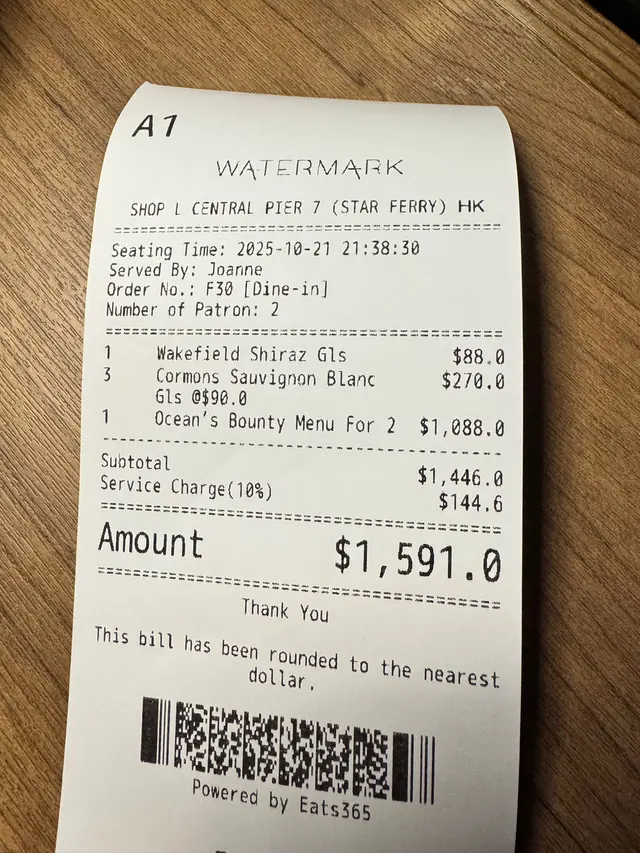 A1
WATERMARK
SHOP L CENTRAL PIER 7 (STAR FERRY) HK
Seating Time: 2025-10-21 21:38:30
Served By: Joanne
Order No.: F30 [Dine-in]
Number of Patron: 2
1 Wakefield Shiraz Gls $88.0
3 Cormons Sauvignon Blanc $270.0
Gls @$90.0
1 Ocean's Bounty Menu For 2 $1,088.0
Subtotal $1,446.0
Service Charge(10%) $144.6
Amount $1,591.0
Thank You
This bill has been rounded to the nearest
dollar.
Powered by Eats365